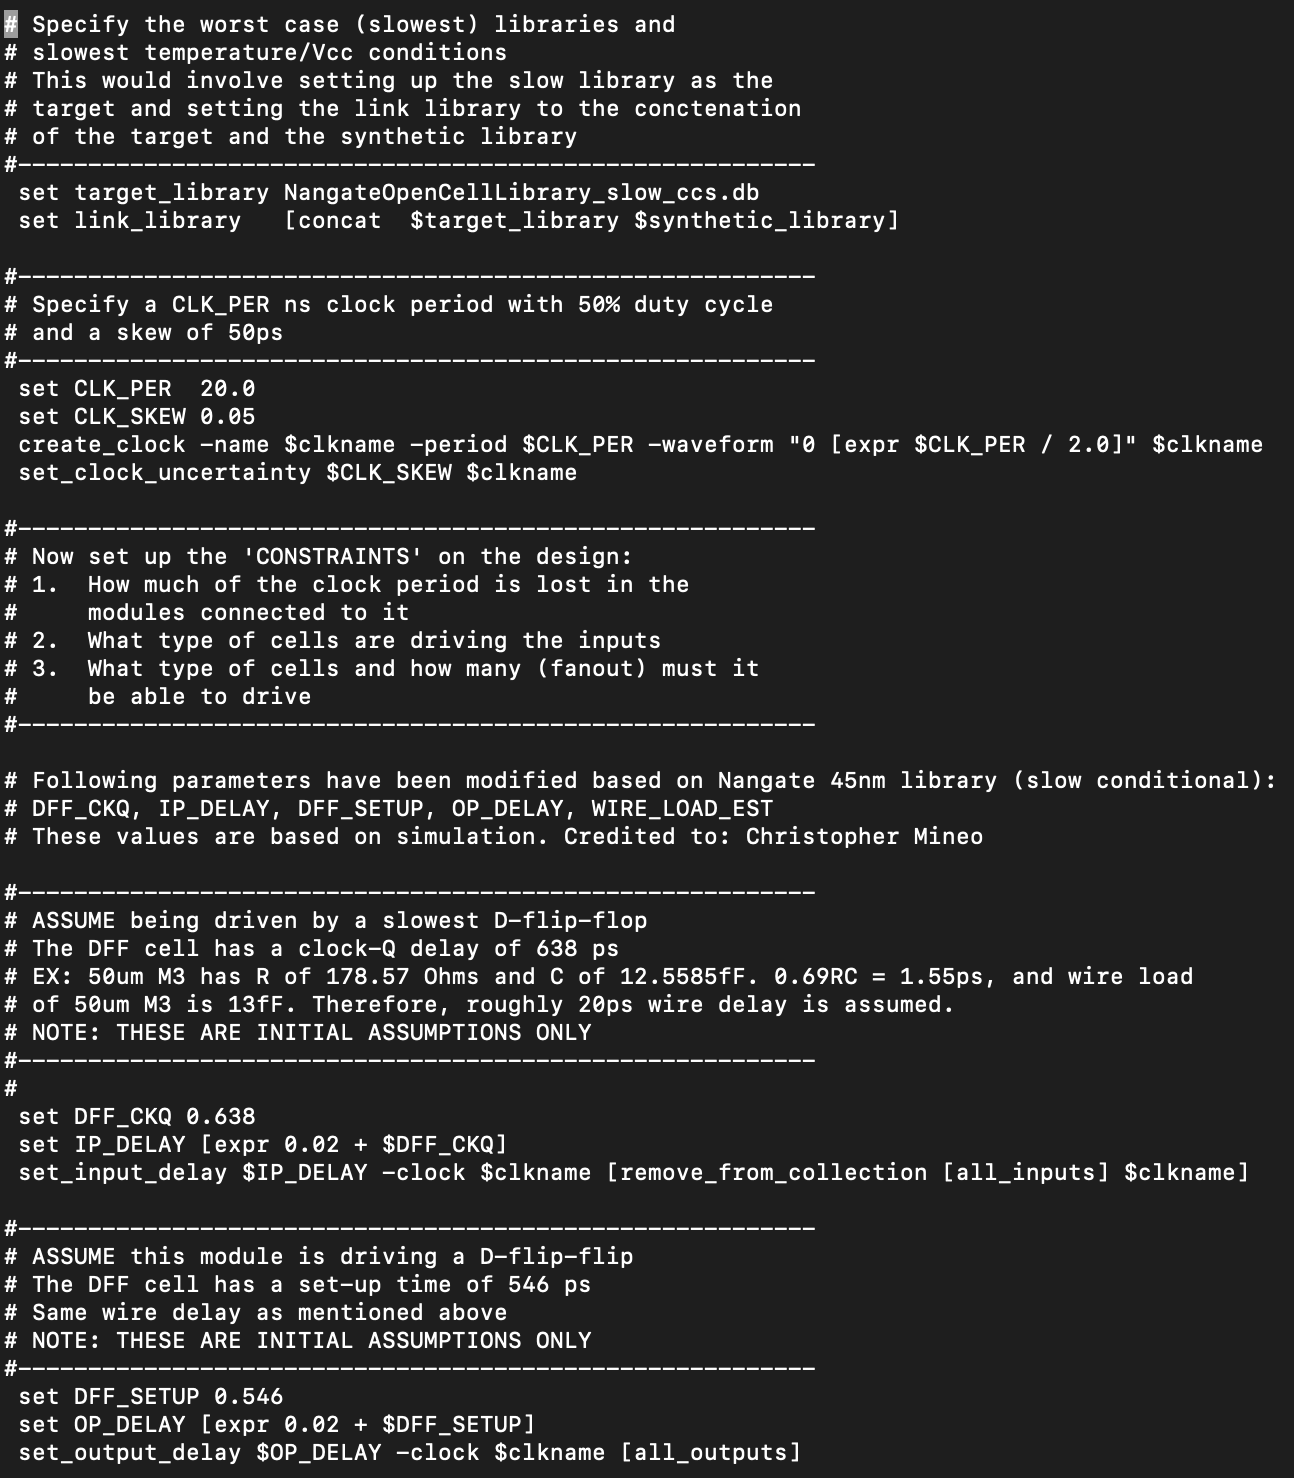 # Specify the worst case (slowest) libraries and
# slowest temperature/Vcc conditions
# This would involve setting up the slow library as the
# target and setting the link library to the conctenation
# of the target and the synthetic library
#---------------------------------------------------------
 set target_library NangateOpenCellLibrary_slow_ccs.db
 set link_library   [concat  $target_library $synthetic_library]

#---------------------------------------------------------
# Specify a CLK_PER ns clock period with 50% duty cycle
# and a skew of 50ps
#---------------------------------------------------------
 set CLK_PER  20.0
 set CLK_SKEW 0.05
 create_clock -name $clkname -period $CLK_PER -waveform "0 [expr $CLK_PER / 2.0]" $clkname
 set_clock_uncertainty $CLK_SKEW $clkname

#---------------------------------------------------------
# Now set up the 'CONSTRAINTS' on the design:
# 1.  How much of the clock period is lost in the
#     modules connected to it
# 2.  What type of cells are driving the inputs
# 3.  What type of cells and how many (fanout) must it
#     be able to drive
#---------------------------------------------------------

# Following parameters have been modified based on Nangate 45nm library (slow conditional):
# DFF_CKQ, IP_DELAY, DFF_SETUP, OP_DELAY, WIRE_LOAD_EST
# These values are based on simulation. Credited to: Christopher Mineo

#---------------------------------------------------------
# ASSUME being driven by a slowest D-flip-flop
# The DFF cell has a clock-Q delay of 638 ps
# EX: 50um M3 has R of 178.57 Ohms and C of 12.5585fF. 0.69RC = 1.55ps, and wire load
# of 50um M3 is 13fF. Therefore, roughly 20ps wire delay is assumed.
# NOTE: THESE ARE INITIAL ASSUMPTIONS ONLY
#---------------------------------------------------------
#
 set DFF_CKQ 0.638
 set IP_DELAY [expr 0.02 + $DFF_CKQ]
 set_input_delay $IP_DELAY -clock $clkname [remove_from_collection [all_inputs] $clkname]

#---------------------------------------------------------
# ASSUME this module is driving a D-flip-flip
# The DFF cell has a set-up time of 546 ps
# Same wire delay as mentioned above
# NOTE: THESE ARE INITIAL ASSUMPTIONS ONLY
#---------------------------------------------------------
 set DFF_SETUP 0.546
 set OP_DELAY [expr 0.02 + $DFF_SETUP]
 set_output_delay $OP_DELAY -clock $clkname [all_outputs]